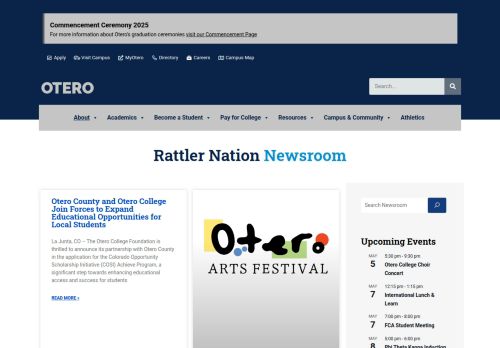 Commencement Ceremony 2025
For more information about Otero's graduation ceremonies visit our Commencement Page
Apply Visit Campus MyOtero Directory Careers Campus Map
OTERO
Search...
About Academics Become a Student Pay for College Resources Campus & Community Athletics
Rattler Nation Newsroom
Otero County and Otero College
Join Forces to Expand
Educational Opportunities for
Local Students
La Junta, CO – The Otero College Foundation is
thrilled to announce its partnership with Otero County
in the application for the Colorado Opportunity
Scholarship Initiative (COSI) Achieve Program, a
significant step towards enhancing educational
access and success for students.
READ MORE »
Otero
ARTS FESTIVAL
Search Newsroom
Upcoming Events
MAY 5 5:30 pm - 9:30 pm
Otero College Choir
Concert
MAY 7 12:15 pm - 1:15 pm
International Lunch &
Learn
MAY 7 7:00 pm - 8:00 pm
FCA Student Meeting
MAY 8 5:00 pm - 6:00 pm
Phi Theta Kappa Induction